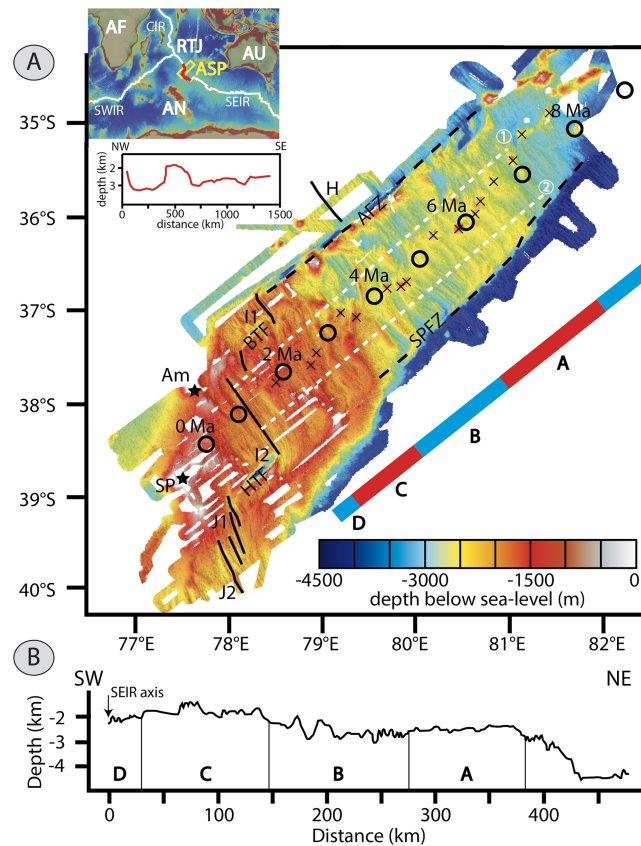 A
AF
CIR
RTJ
AU
ASP
SWIR
AN
SEIR
NW
SE
depth (km)
2
3
0
500
1000
1500
distance (km)
35°S
36°S
37°S
38°S
39°S
40°S
8 Ma
①
②
H
AFZ
6 Ma
4 Ma
I1
BTF
SPFZ
2 Ma
Am
0 Ma
I2
HTF
SP
J1
J2
A
B
C
D
-4500
-3000
-1500
0
depth below sea-level (m)
77°E
78°E
79°E
80°E
81°E
82°E
B
SW
NE
SEIR axis
Depth (km)
-2
-3
-4
D
C
B
A
0
100
200
300
400
Distance (km)